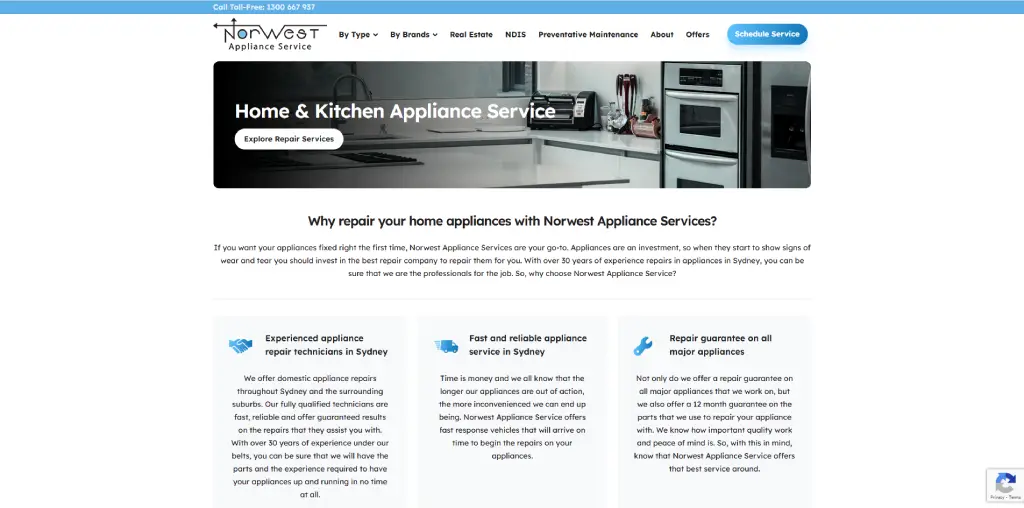 Call Toll-Free: 1300 667 937
NorWest
Appliance Service
By Type
By Brands
Real Estate
NDIS
Preventative Maintenance
About
Offers
Schedule Service
Home & Kitchen Appliance Service
Explore Repair Services
Why repair your home appliances with Norwest Appliance Services?
If you want your appliances fixed right the first time, Norwest Appliance Services are your go-to. Appliances are an investment, so when they start to show signs of
wear and tear you should invest in the best repair company to repair them for you. With over 30 years of experience repairs in appliances in Sydney, you can be
sure that we are the professionals for the job. So, why choose Norwest Appliance Service?
Experienced appliance
repair technicians in Sydney
We offer domestic appliance repairs
throughout Sydney and the surrounding
suburbs. Our fully qualified technicians are
fast, reliable and offer guaranteed results
on the repairs that they assist you with.
With over 30 years of experience under our
belts, you can be sure that we will have the
parts and the experience required to have
your appliances up and running in no time
at all.
Fast and reliable appliance
service in Sydney
Time is money and we all know that the
longer our appliances are out of action,
the more inconvenienced we can end up
being. Norwest Appliance Service offers
fast response vehicles that will arrive on
time to begin the repairs on your
appliances.
Repair guarantee on all
major appliances
Not only do we offer a repair guarantee on
all major appliances that we work on, but
we also offer a 12 month guarantee on the
parts that we use to repair your appliance
with. We know how important quality work
and peace of mind is. So, with this in mind,
know that Norwest Appliance Service offers
that best service around.
Privacy - Terms